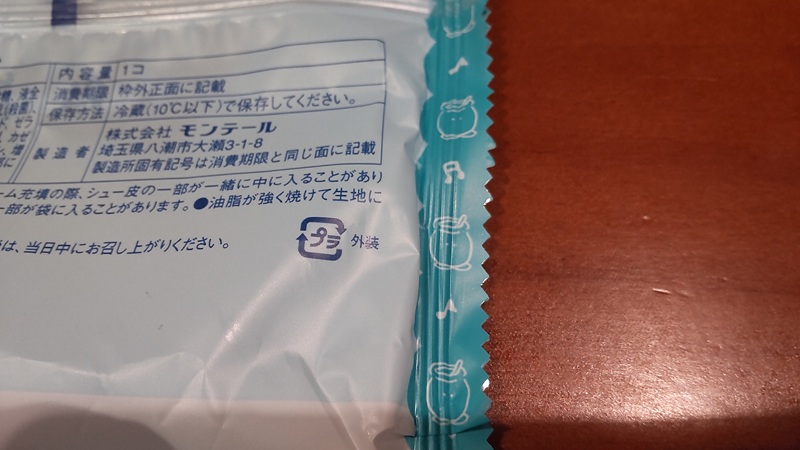 内容量 1コ
糖、液全 消費期限 枠外正面に記載
保存方法 冷蔵(10℃以下)で保存してください。
製造者 株式会社 モンテール
埼玉県八潮市大瀬3-1-8
製造所固有記号は消費期限と同じ面に記載
ーム充填の際、シュー皮の一部が一緒に中に入ることがあり
一部が袋に入ることがあります。●油脂が強く焼けて生地に
は、当日中にお召し上がりください。
プラ 外装